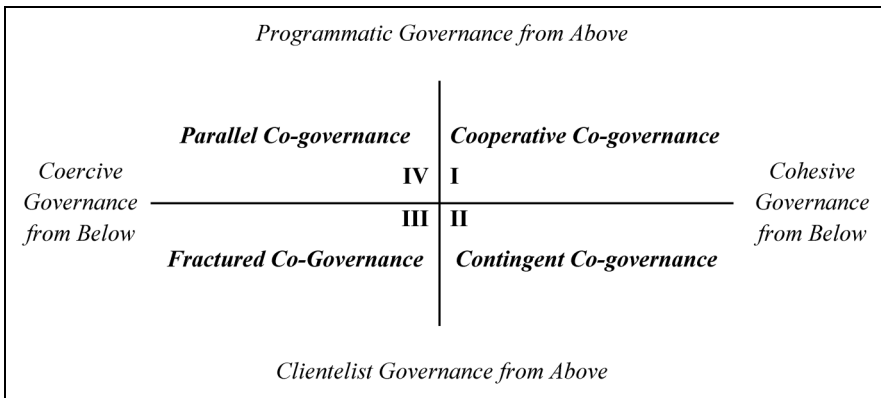 Programmatic Governance from Above
Parallel Co-governance
Cooperative Co-governance
Coercive
Governance
from Below
IV
I
Cohesive
Governance
from Below
III
II
Fractured Co-Governance
Contingent Co-governance
Clientelist Governance from Above